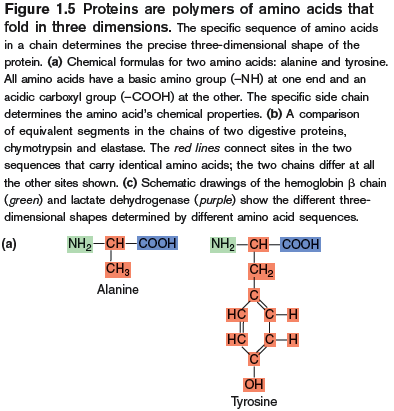 Figure 1.5 Proteins are polymers of amino acids that
fold in three dimensions. The specific sequence of amino acids
in a chain determines the precise three-dimensional shape of the
protein. (a) Chemical formulas for two amino acids: alanine and tyrosine.
All amino acids have a basic amino group (–NH) at one end and an
acidic carboxyl group (–COOH) at the other. The specific side chain
determines the amino acid's chemical properties. (b) A comparison
of equivalent segments in the chains of two digestive proteins,
chymotrypsin and elastase. The red lines connect sites in the two
sequences that carry identical amino acids; the two chains differ at all
the other sites shown. (c) Schematic drawings of the hemoglobin β chain
(green) and lactate dehydrogenase (purple) show the different three-
dimensional shapes determined by different amino acid sequences.
(a) NH2 CH COOH NH2 CH COOH
CH3 CH2
Alanine
C
HC C H
HC C H
C
OH
Tyrosine